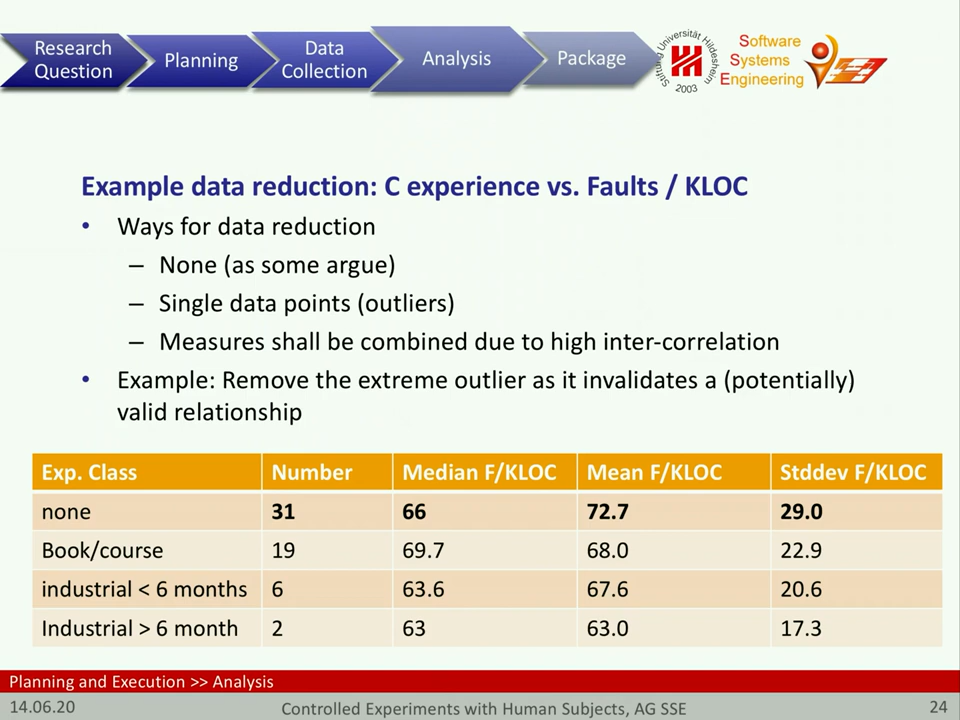 Research
Question
Planning
Data
Collection
Analysis
Package
Stiftung Universität Hildesheim
2003
Software
Systems
Engineering
Example data reduction: C experience vs. Faults / KLOC
• Ways for data reduction
– None (as some argue)
– Single data points (outliers)
– Measures shall be combined due to high inter-correlation
• Example: Remove the extreme outlier as it invalidates a (potentially)
valid relationship
Exp. Class Number Median F/KLOC Mean F/KLOC Stddev F/KLOC
none 31 66 72.7 29.0
Book/course 19 69.7 68.0 22.9
industrial < 6 months 6 63.6 67.6 20.6
Industrial > 6 month 2 63 63.0 17.3
Planning and Execution >> Analysis
14.06.20 Controlled Experiments with Human Subjects, AG SSE 24